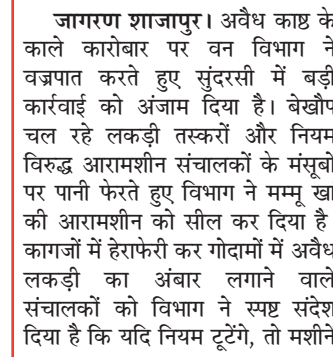 जागरण शाजापुर। अवैध काष्ठ के
काले कारोबार पर वन विभाग ने
वज्रपात करते हुए सुंदरसी में बड़ी
कार्रवाई को अंजाम दिया है। बेखौफ
चल रहे लकड़ी तस्करों और नियम
विरुद्ध आरामशीन संचालकों के मंसूबों
पर पानी फेरते हुए विभाग ने मम्मू खा
की आरामशीन को सील कर दिया है
कागजों में हेराफेरी कर गोदामों में अवैध
लकड़ी का अंबार लगाने वाले
संचालकों को विभाग ने स्पष्ट संदेश
दिया है कि यदि नियम टूटेंगे, तो मशीनें